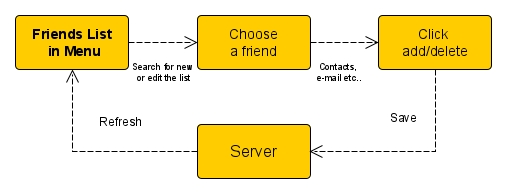 Friends List
in Menu
Search for new
or edit the list
Choose
a friend
Contacts,
e-mail etc..
Click
add/delete
Save
Server
Refresh